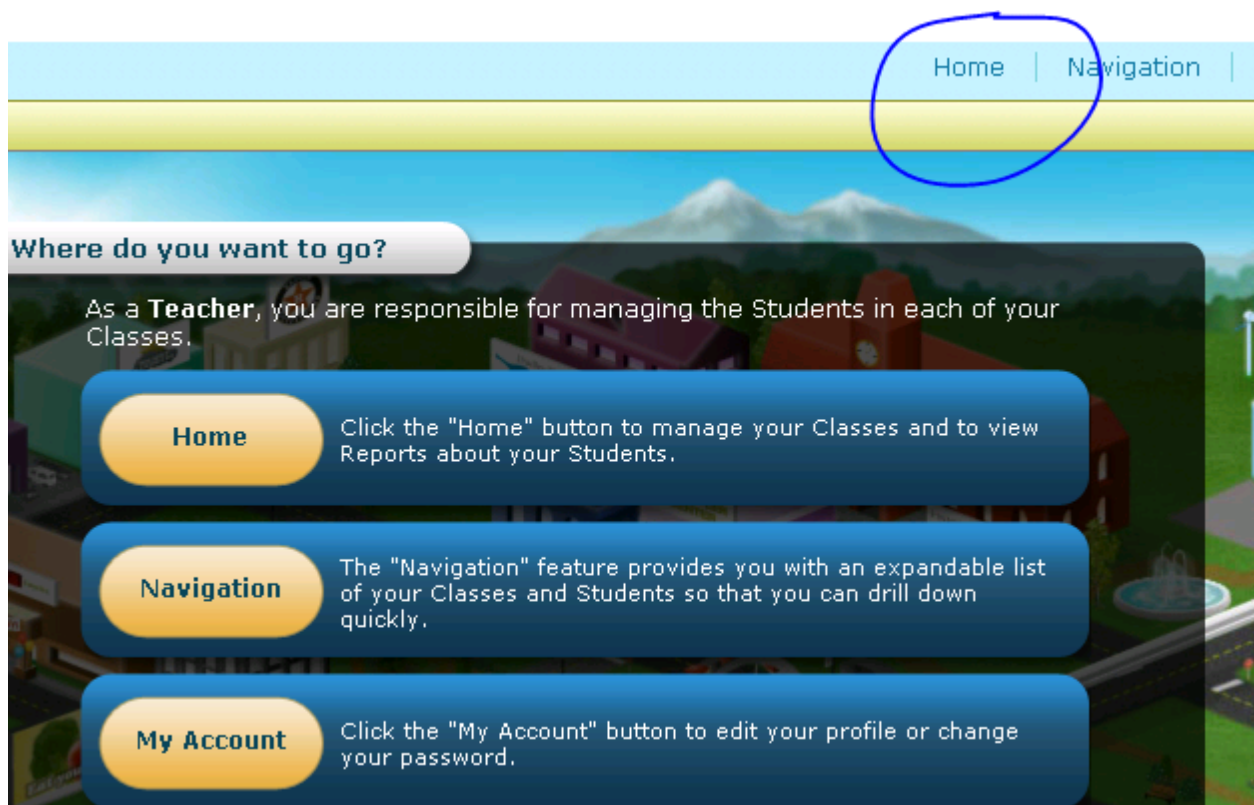 Home | Navigation |
Where do you want to go?
As a Teacher, you are responsible for managing the Students in each of your
Classes.
Home
Click the "Home" button to manage your Classes and to view
Reports about your Students.
Navigation
The "Navigation" feature provides you with an expandable list
of your Classes and Students so that you can drill down
quickly.
My Account
Click the "My Account" button to edit your profile or change
your password.